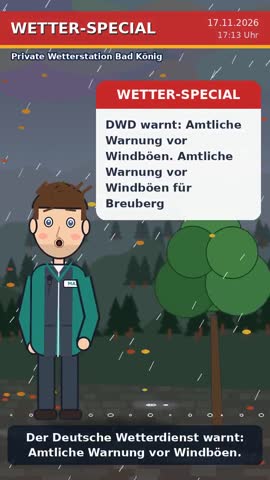 WETTER-SPECIAL
17.11.2026
17:13 Uhr
Private Wetterstation Bad König
WETTER-SPECIAL
DWD warnt: Amtliche
Warnung vor
Windböen. Amtliche
Warnung vor
Windböen für
Breuberg
Der Deutsche Wetterdienst warnt:
Amtliche Warnung vor Windböen.